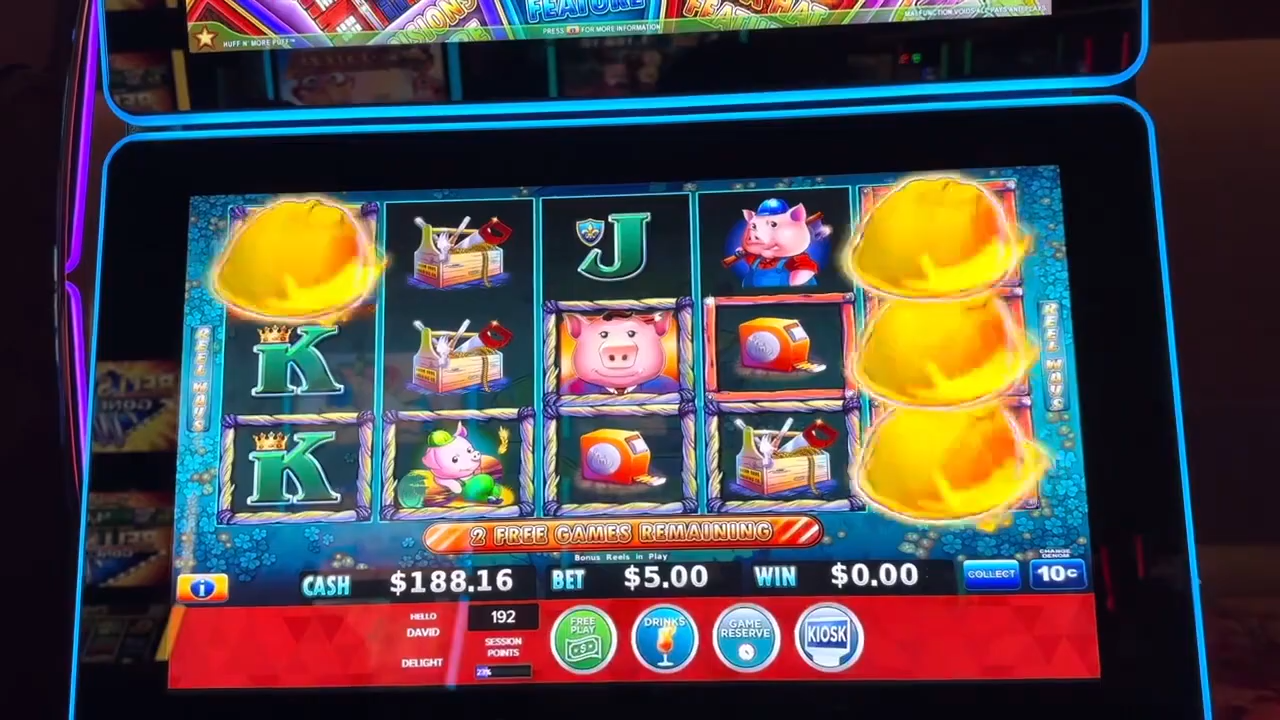 FEATURE
HUFF N' MORE PUFF™
PRESS FOR MORE INFORMATION
MALFUNCTION VOIDS ALL PAYS AND PLAYS
J
K
K
REEL WAYS
REEL WAYS
2 FREE GAMES REMAINING
Bonus Reels in Play
CASH $188.16 BET $5.00 WIN $0.00
COLLECT
CHANGE DENOM
10¢
HELLO
DAVID
DELIGHT
192
SESSION
POINTS
FREE PLAY
DRINKS
GAME RESERVE
KIOSK